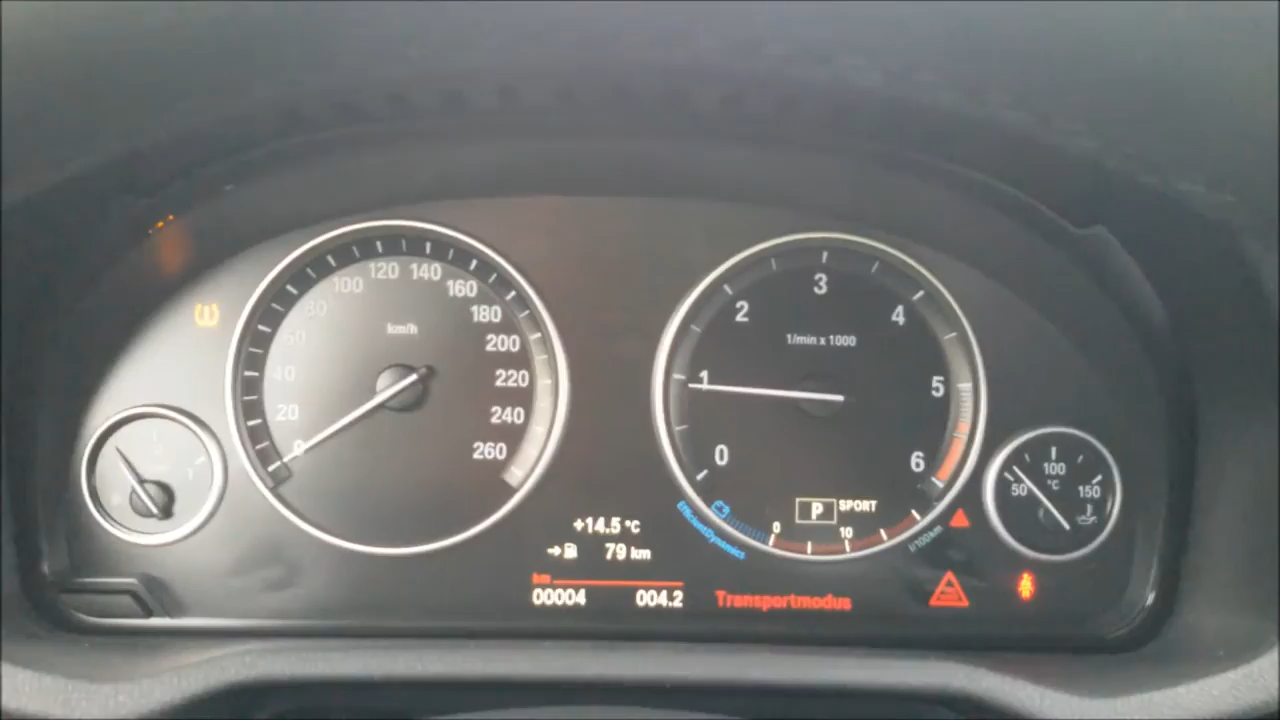 120 140
100 160
80 180
60 km/h 200
40 220
20 240
0 260
3
2 4
1/min x 1000
1 5
0 6
P SPORT
0 10
EfficientDynamics
l/100km
100
50 °C 150
+14.5 °C
79 km
km
00004 004.2
Transportmodus